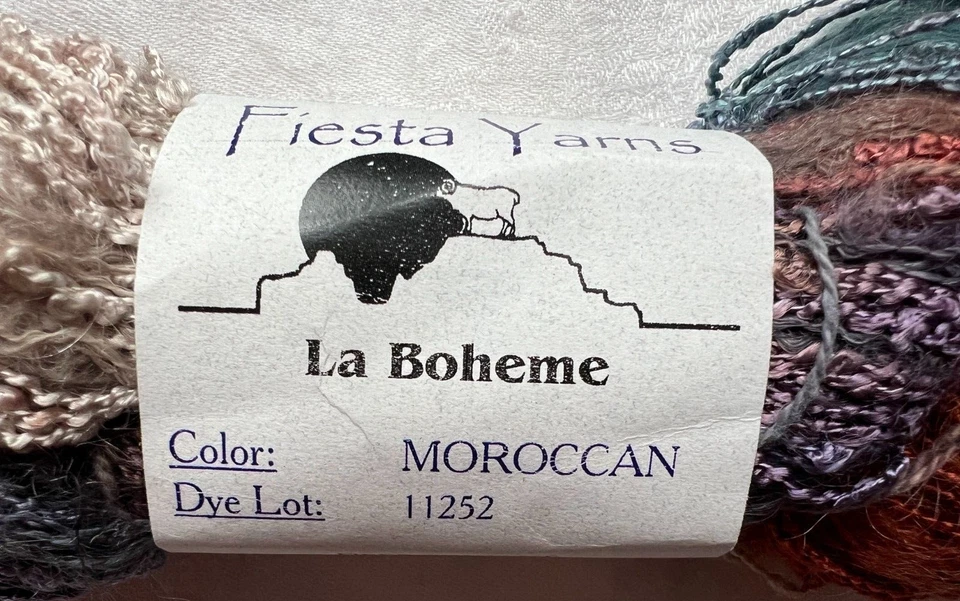 Fiesta Yarns
La Boheme
Color: MOROCCAN
Dye Lot: 11252